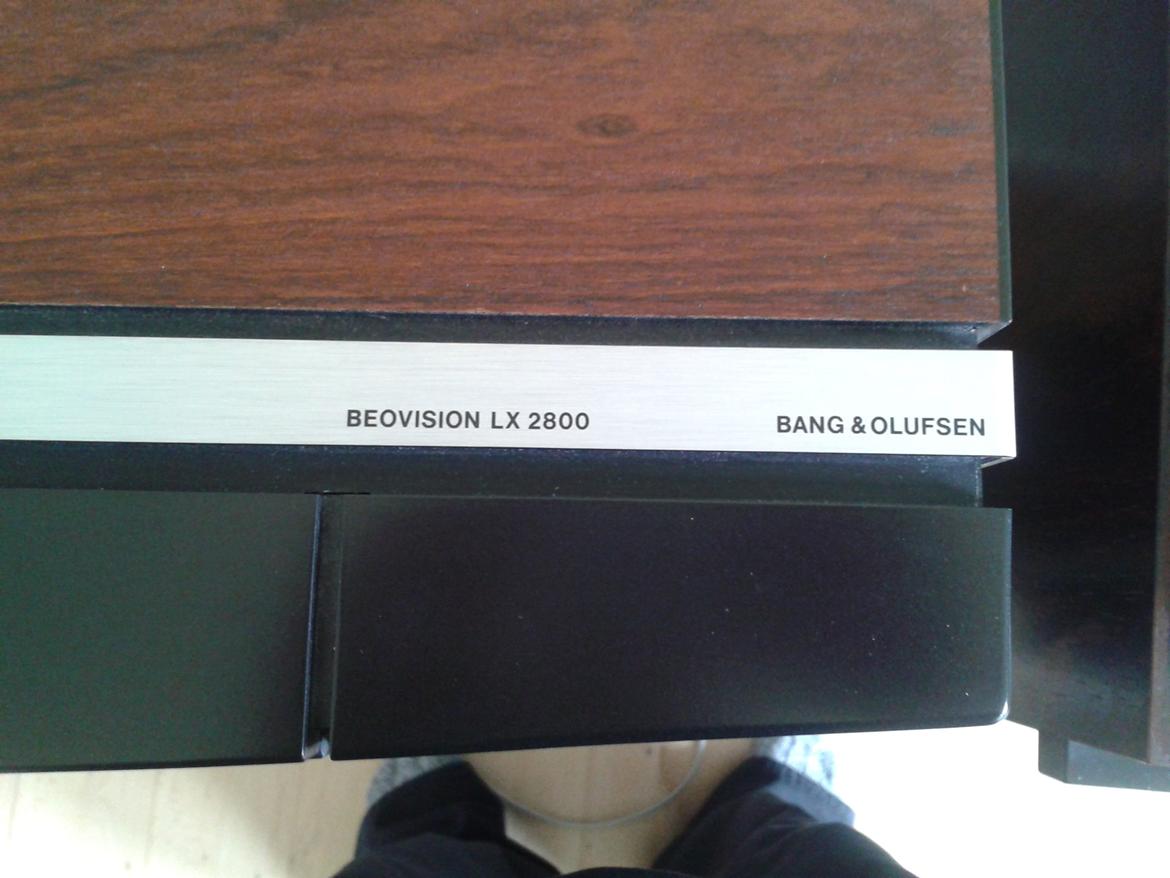 BEOVISION LX 2800
BANG & OLUFSEN